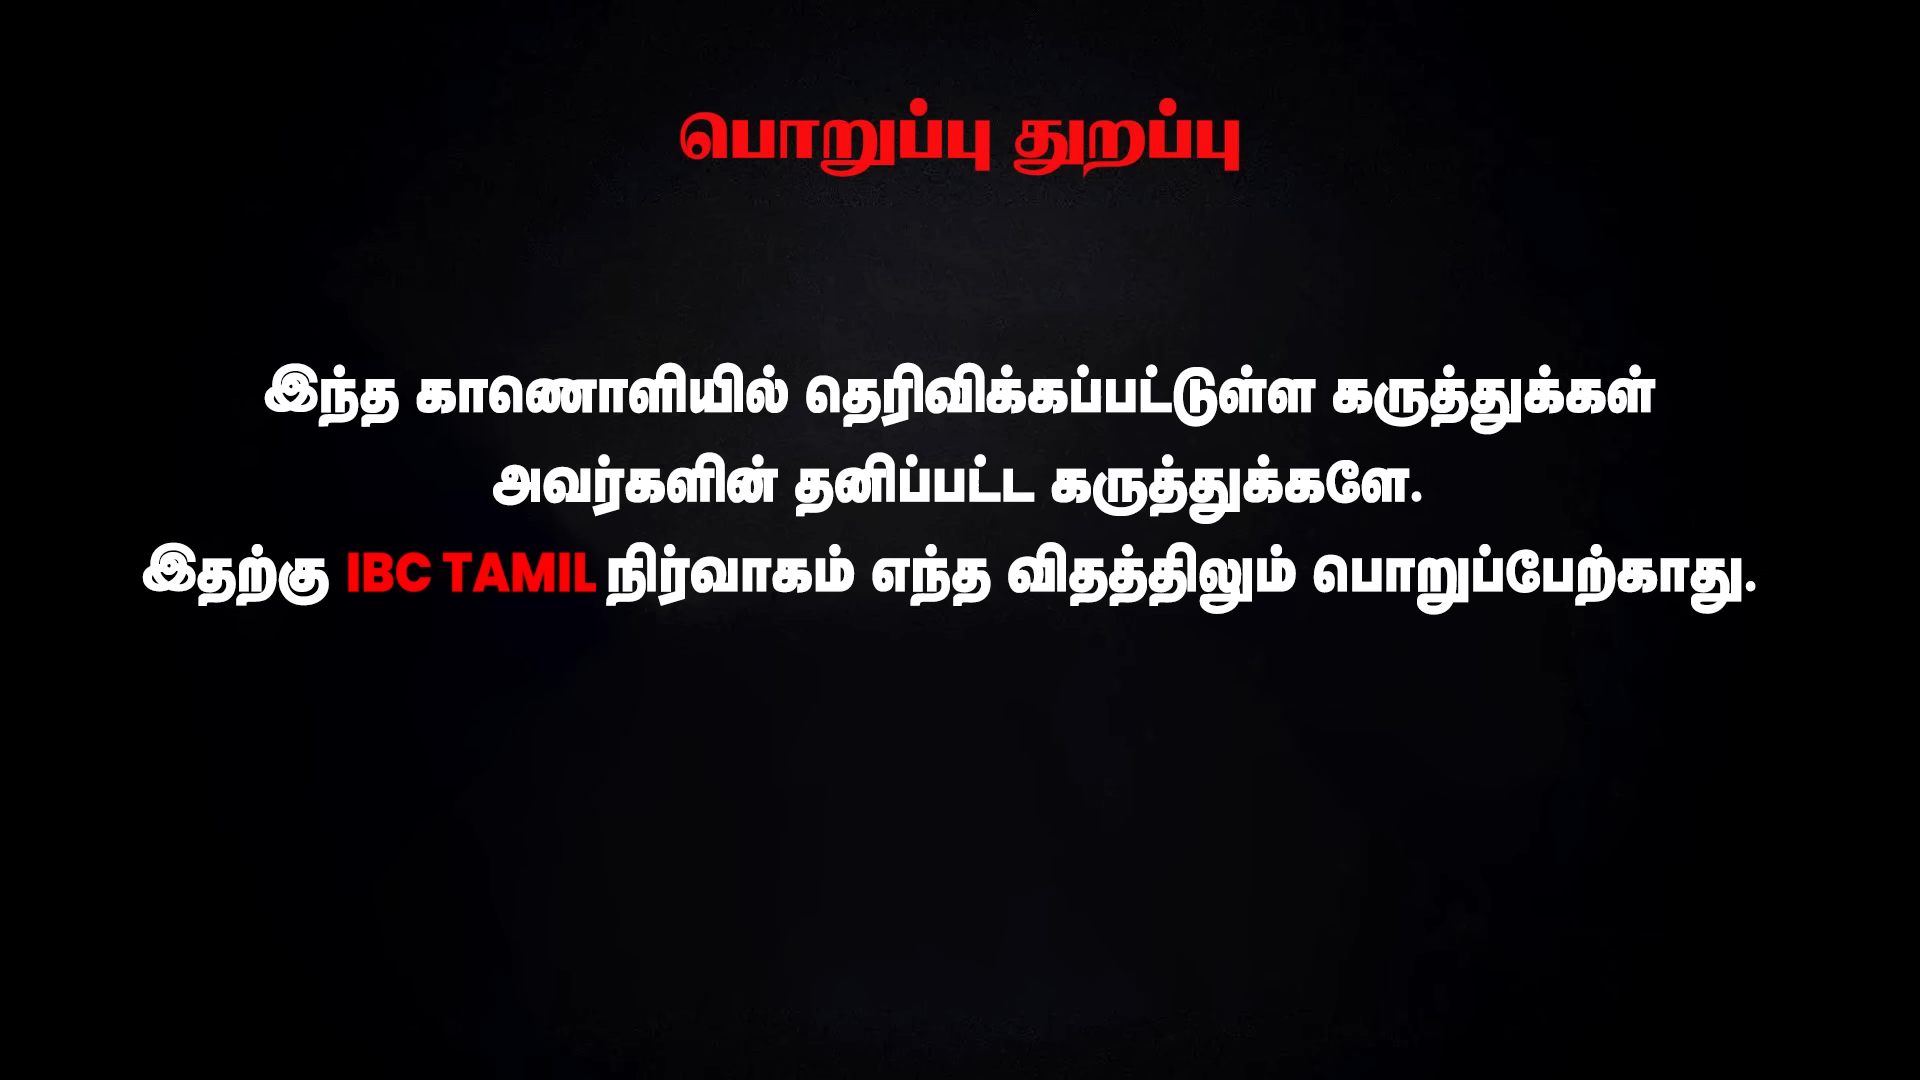 பொறுப்பு துறப்பு
இந்த காணொளியில் தெரிவிக்கப்பட்டுள்ள கருத்துக்கள்
அவர்களின் தனிப்பட்ட கருத்துக்களே.
இதற்கு IBC TAMIL நிர்வாகம் எந்த விதத்திலும் பொறுப்பேற்காது.